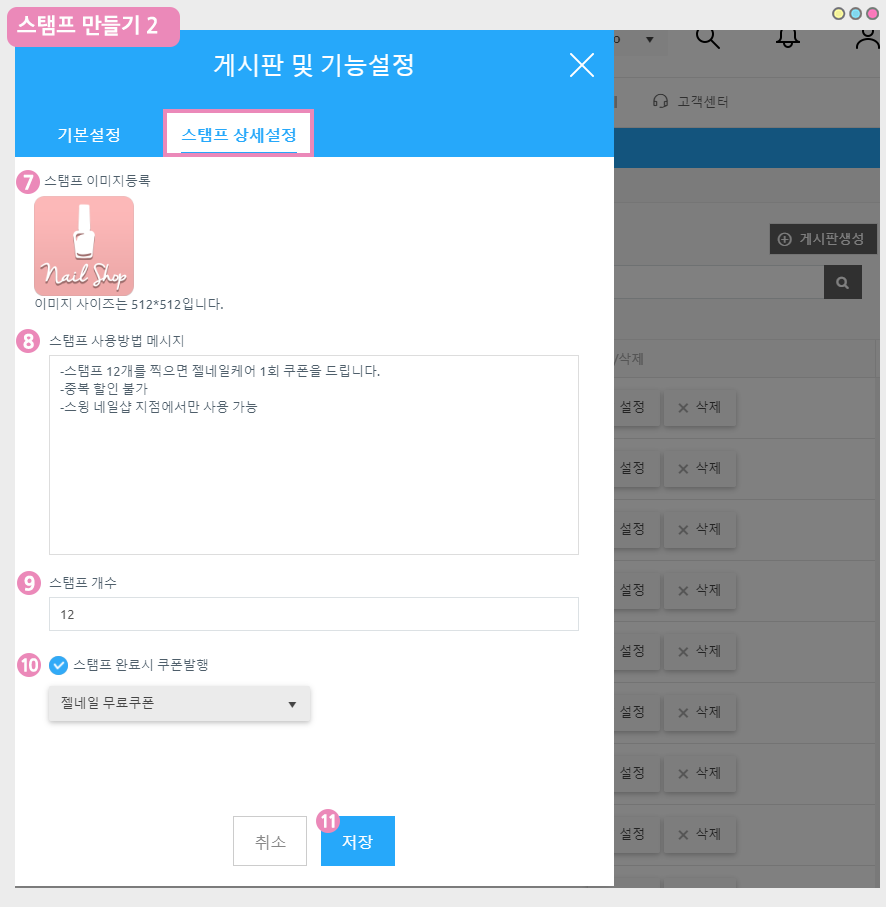 스탬프 만들기 2
게시판 및 기능설정
기본설정
스탬프 상세설정
고객센터
게시판생성
/삭제
7 스탬프 이미지등록
Nail Shop
이미지 사이즈는 512*512입니다.
8 스탬프 사용방법 메시지
-스탬프 12개를 찍으면 젤네일케어 1회 쿠폰을 드립니다.
-중복 할인 불가
-스윙 네일샵 지점에서만 사용 가능
9 스탬프 개수
12
10 스탬프 완료시 쿠폰발행
젤네일 무료쿠폰
취소
11 저장
설정 삭제
설정 삭제
설정 삭제
설정 삭제
설정 삭제
설정 삭제
설정 삭제
설정 삭제